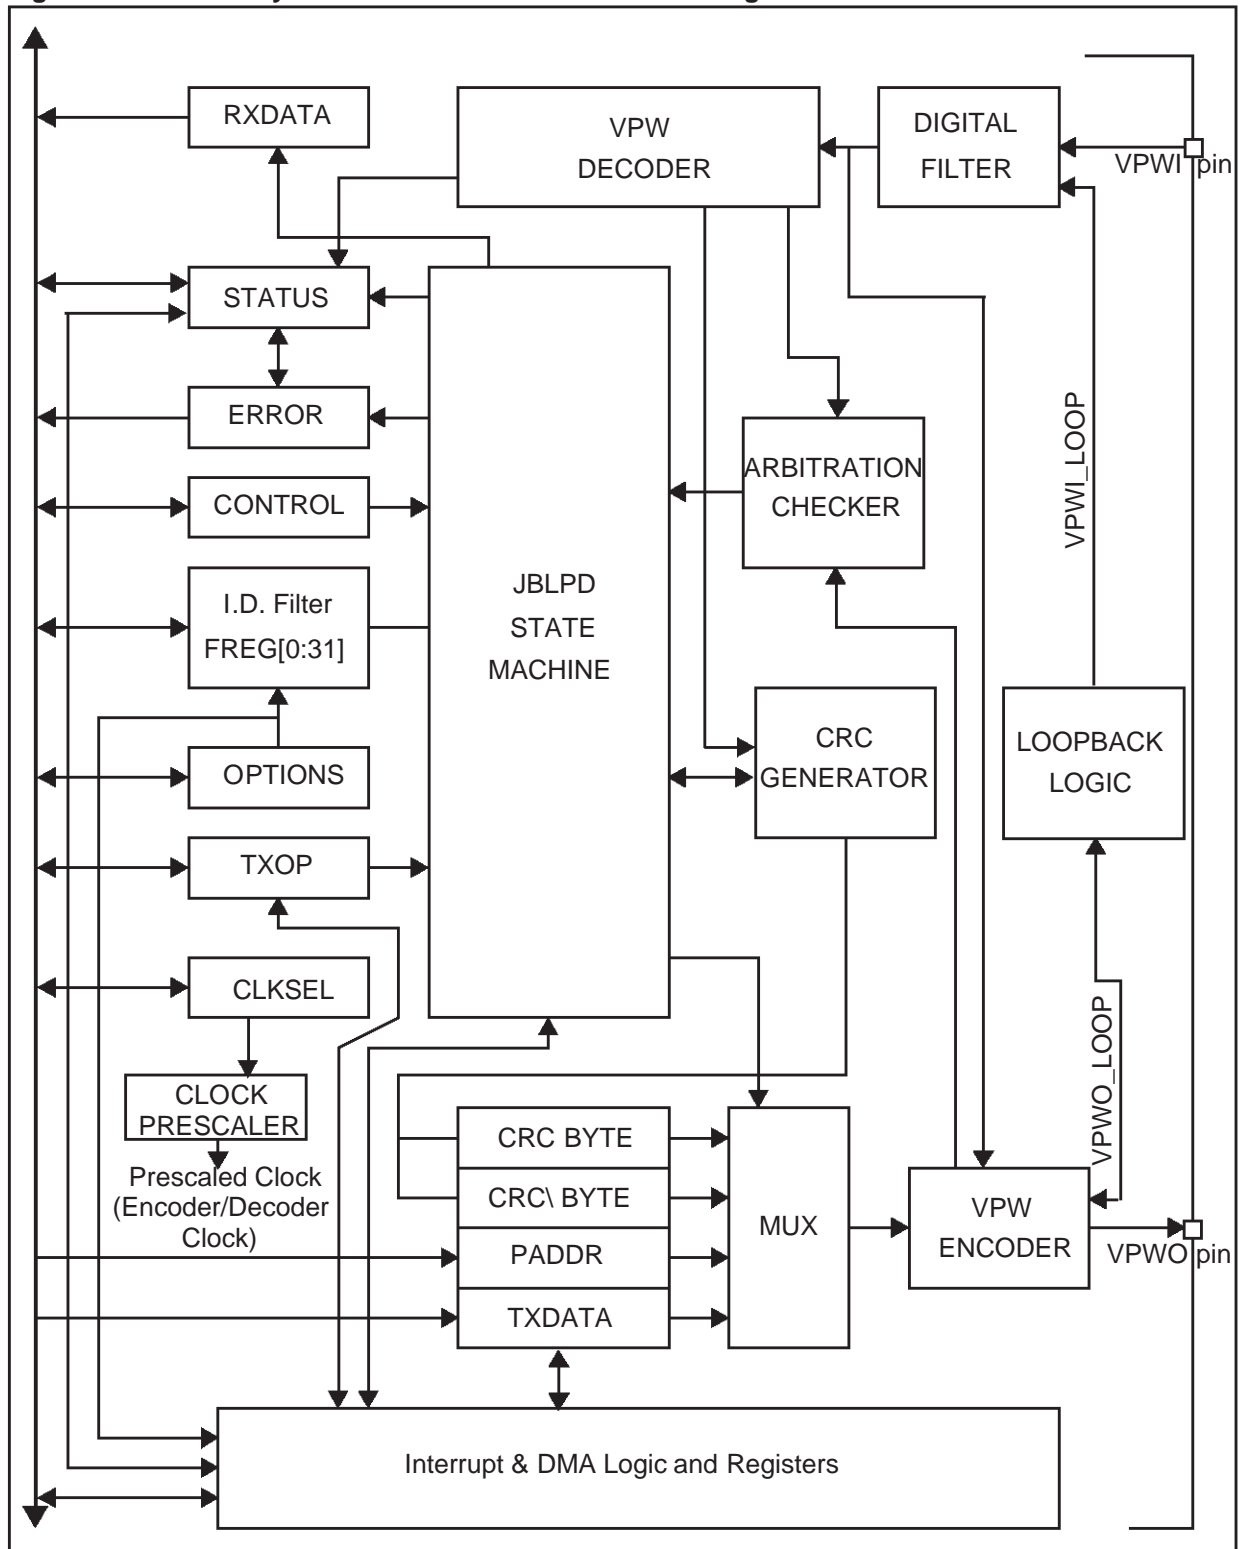 RXDATA
VPW
DECODER
DIGITAL
FILTER
VPWI pin
STATUS
ERROR
CONTROL
ARBITRATION
CHECKER
VPWI_LOOP
I.D. Filter
FREG[0:31]
JBLPD
STATE
MACHINE
OPTIONS
CRC
GENERATOR
LOOPBACK
LOGIC
TXOP
CLKSEL
CLOCK
PRESCALER
Prescaled Clock
(Encoder/Decoder
Clock)
VPWO_LOOP
CRC BYTE
CRC\ BYTE
PADDR
TXDATA
MUX
VPW
ENCODER
VPWO pin
Interrupt & DMA Logic and Registers